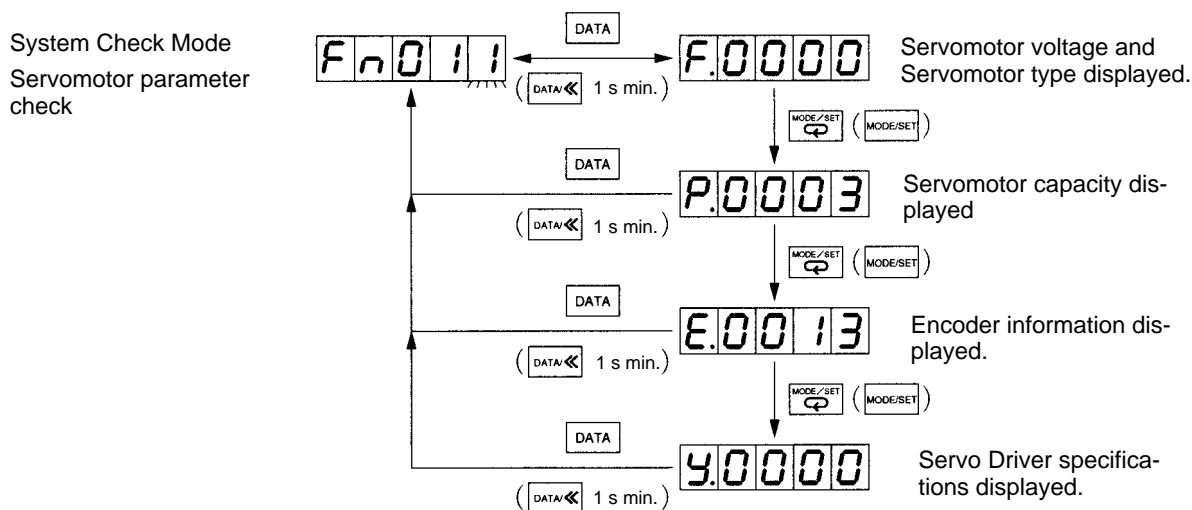 System Check Mode
Servomotor parameter
check
Fn011
DATA
(DATA/≪ 1 s min.)
F.0000
Servomotor voltage and
Servomotor type displayed.
MODE/SET (MODE/SET)
DATA
(DATA/≪ 1 s min.)
P.0003
Servomotor capacity dis-
played
MODE/SET (MODE/SET)
DATA
(DATA/≪ 1 s min.)
E.0013
Encoder information dis-
played.
MODE/SET (MODE/SET)
DATA
(DATA/≪ 1 s min.)
y.0000
Servo Driver specifica-
tions displayed.